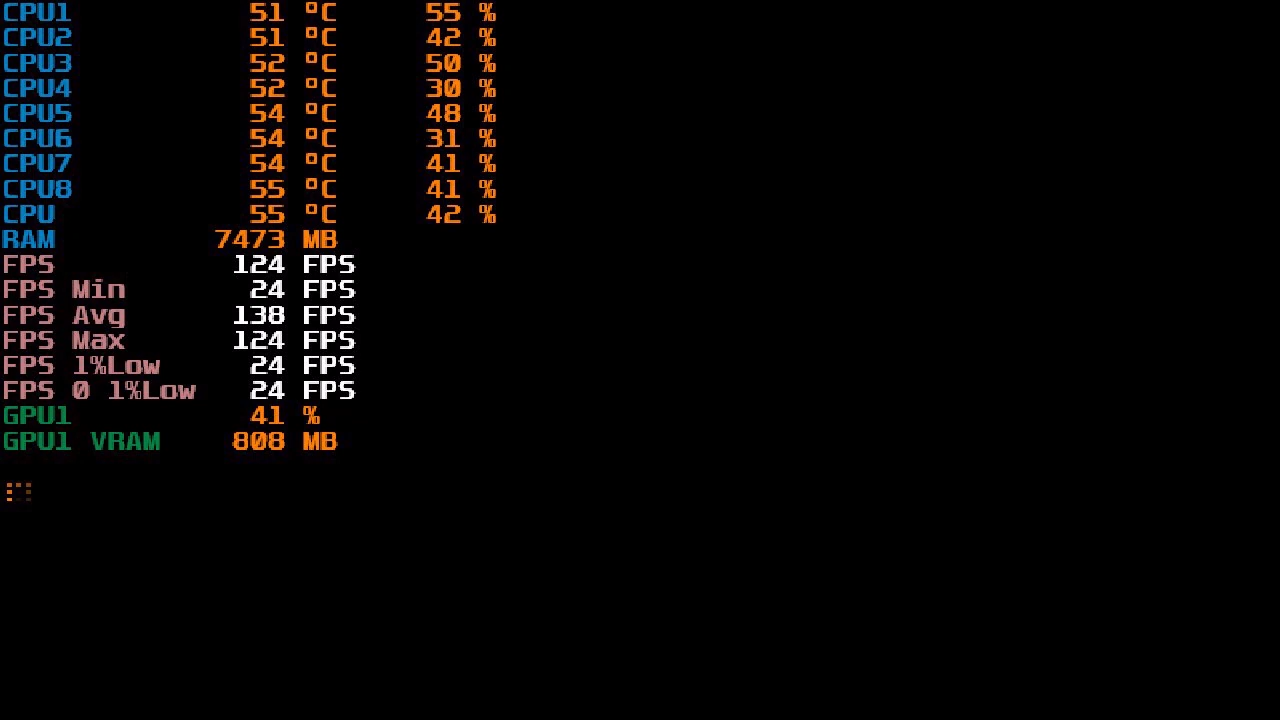 CPU1 51 °C 55 %
CPU2 51 °C 42 %
CPU3 52 °C 50 %
CPU4 52 °C 30 %
CPU5 54 °C 48 %
CPU6 54 °C 31 %
CPU7 54 °C 41 %
CPU8 55 °C 41 %
CPU 55 °C 42 %
RAM 7473 MB
FPS 124 FPS
FPS Min 24 FPS
FPS Avg 138 FPS
FPS Max 124 FPS
FPS 1%Low 24 FPS
FPS 0 1%Low 24 FPS
GPU1 41 %
GPU1 VRAM 808 MB